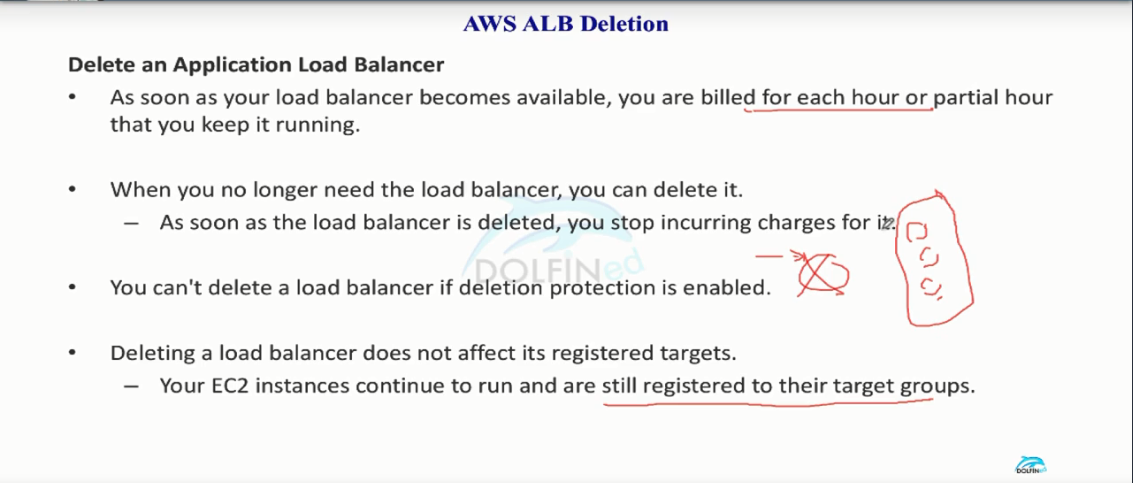 AWS ALB Deletion
Delete an Application Load Balancer
• As soon as your load balancer becomes available, you are billed for each hour or partial hour
that you keep it running.
• When you no longer need the load balancer, you can delete it.
– As soon as the load balancer is deleted, you stop incurring charges for it.
DOLFINed
• You can't delete a load balancer if deletion protection is enabled.
• Deleting a load balancer does not affect its registered targets.
– Your EC2 instances continue to run and are still registered to their target groups.
DOLFINed